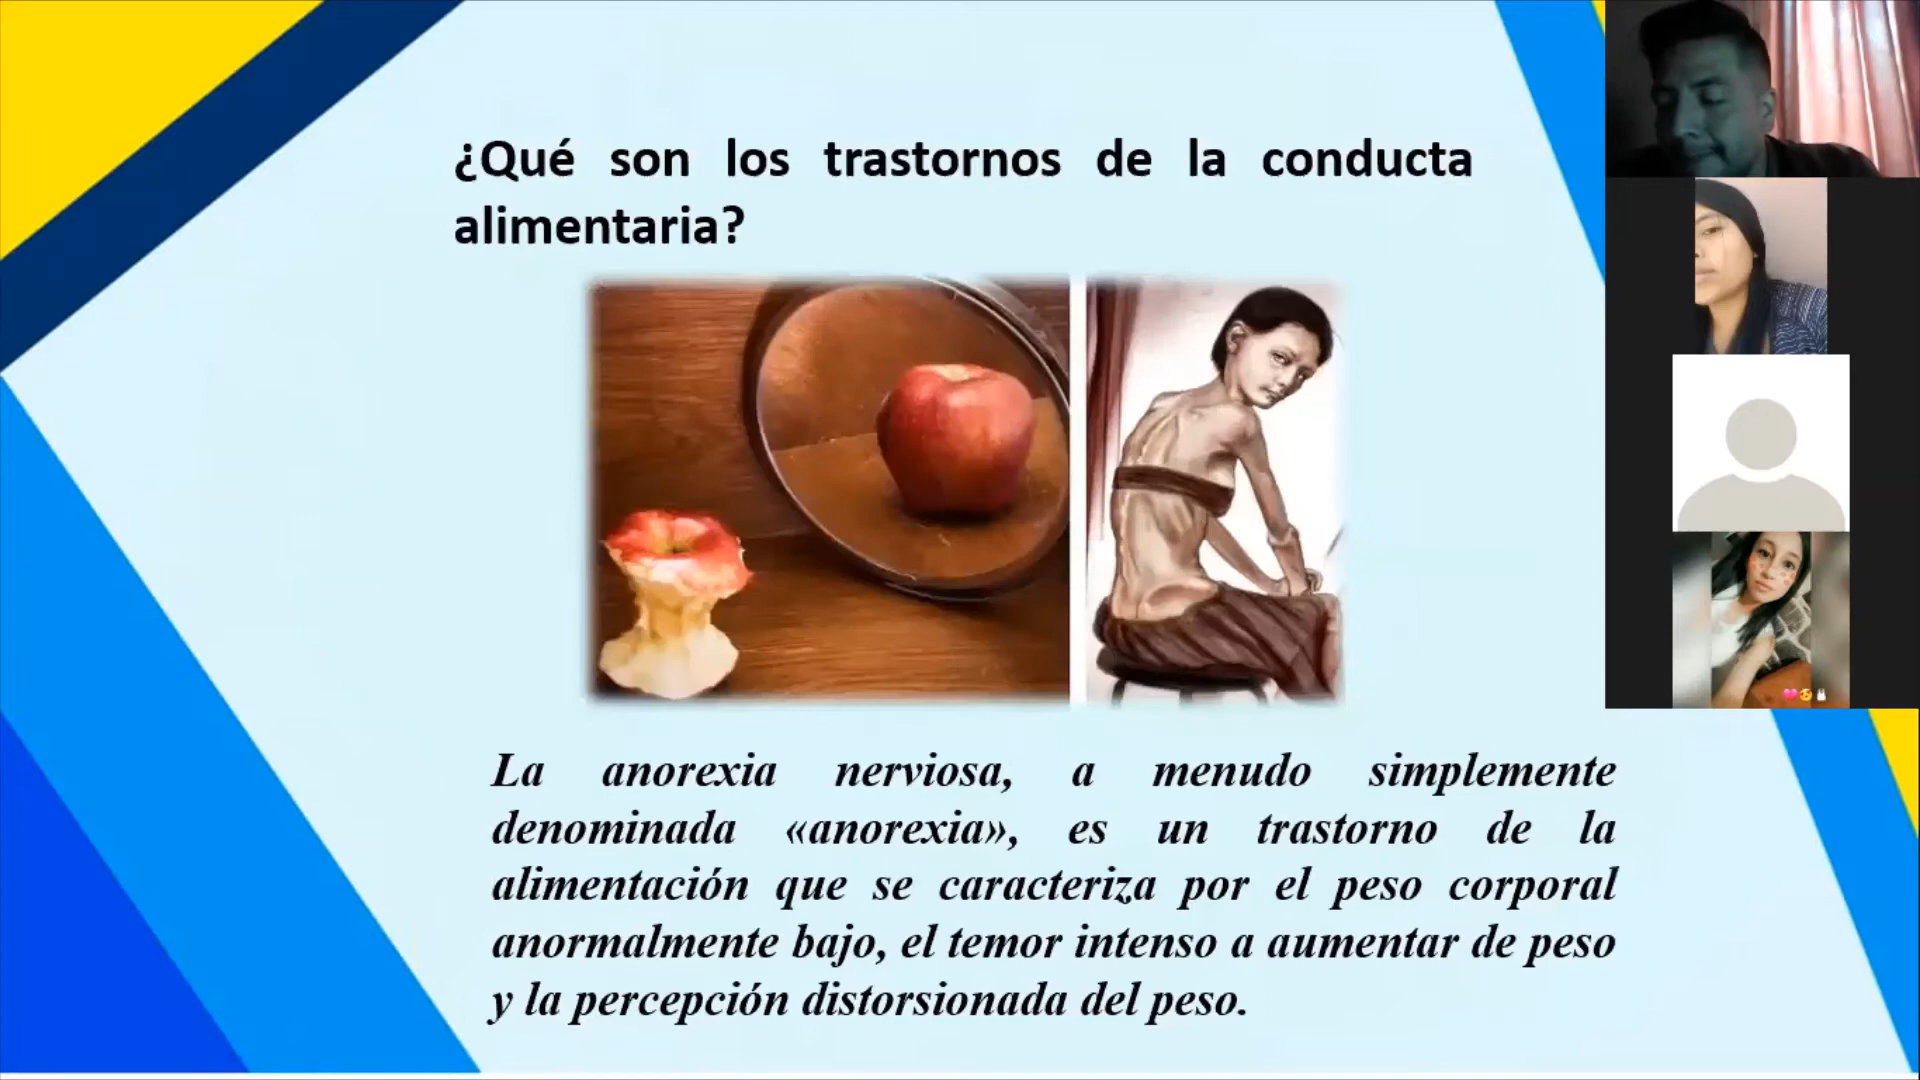 ¿Qué son los trastornos de la conducta
alimentaria?
La anorexia nerviosa, a menudo simplemente
denominada «anorexia», es un trastorno de la
alimentación que se caracteriza por el peso corporal
anormalmente bajo, el temor intenso a aumentar de peso
y la percepción distorsionada del peso.